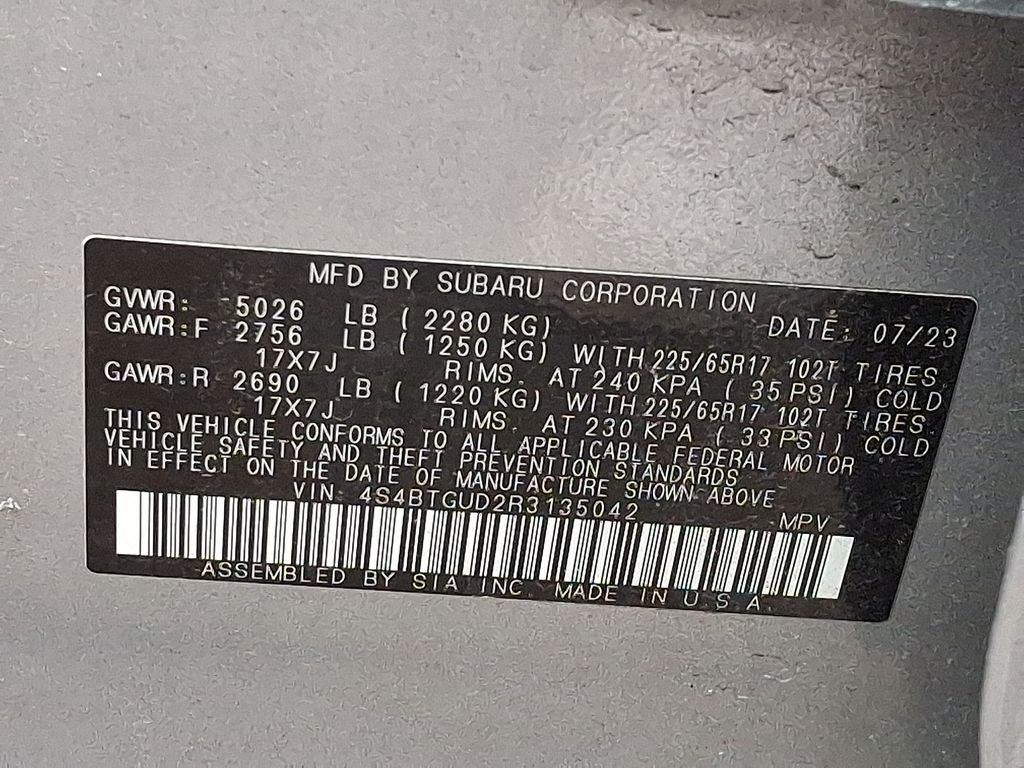 MFD BY SUBARU CORPORATION
GVWR: 5026 LB (2280 KG) DATE: 07/23
GAWR:F 2756 LB (1250 KG) WITH 225/65R17 102T TIRES
17X7J RIMS. AT 240 KPA (35 PSI) COLD
GAWR:R 2690 LB (1220 KG) WITH 225/65R17 102T TIRES.
17X7J RIMS. AT 230 KPA (33 PSI) COLD
THIS VEHICLE CONFORMS TO ALL APPLICABLE FEDERAL MOTOR
VEHICLE SAFETY AND THEFT PREVENTION STANDARDS
IN EFFECT ON THE DATE OF MANUFACTURE SHOWN ABOVE
VIN 4S4BTGUD2R3135042 MPV
ASSEMBLED BY SIA INC. MADE IN U.S.A.